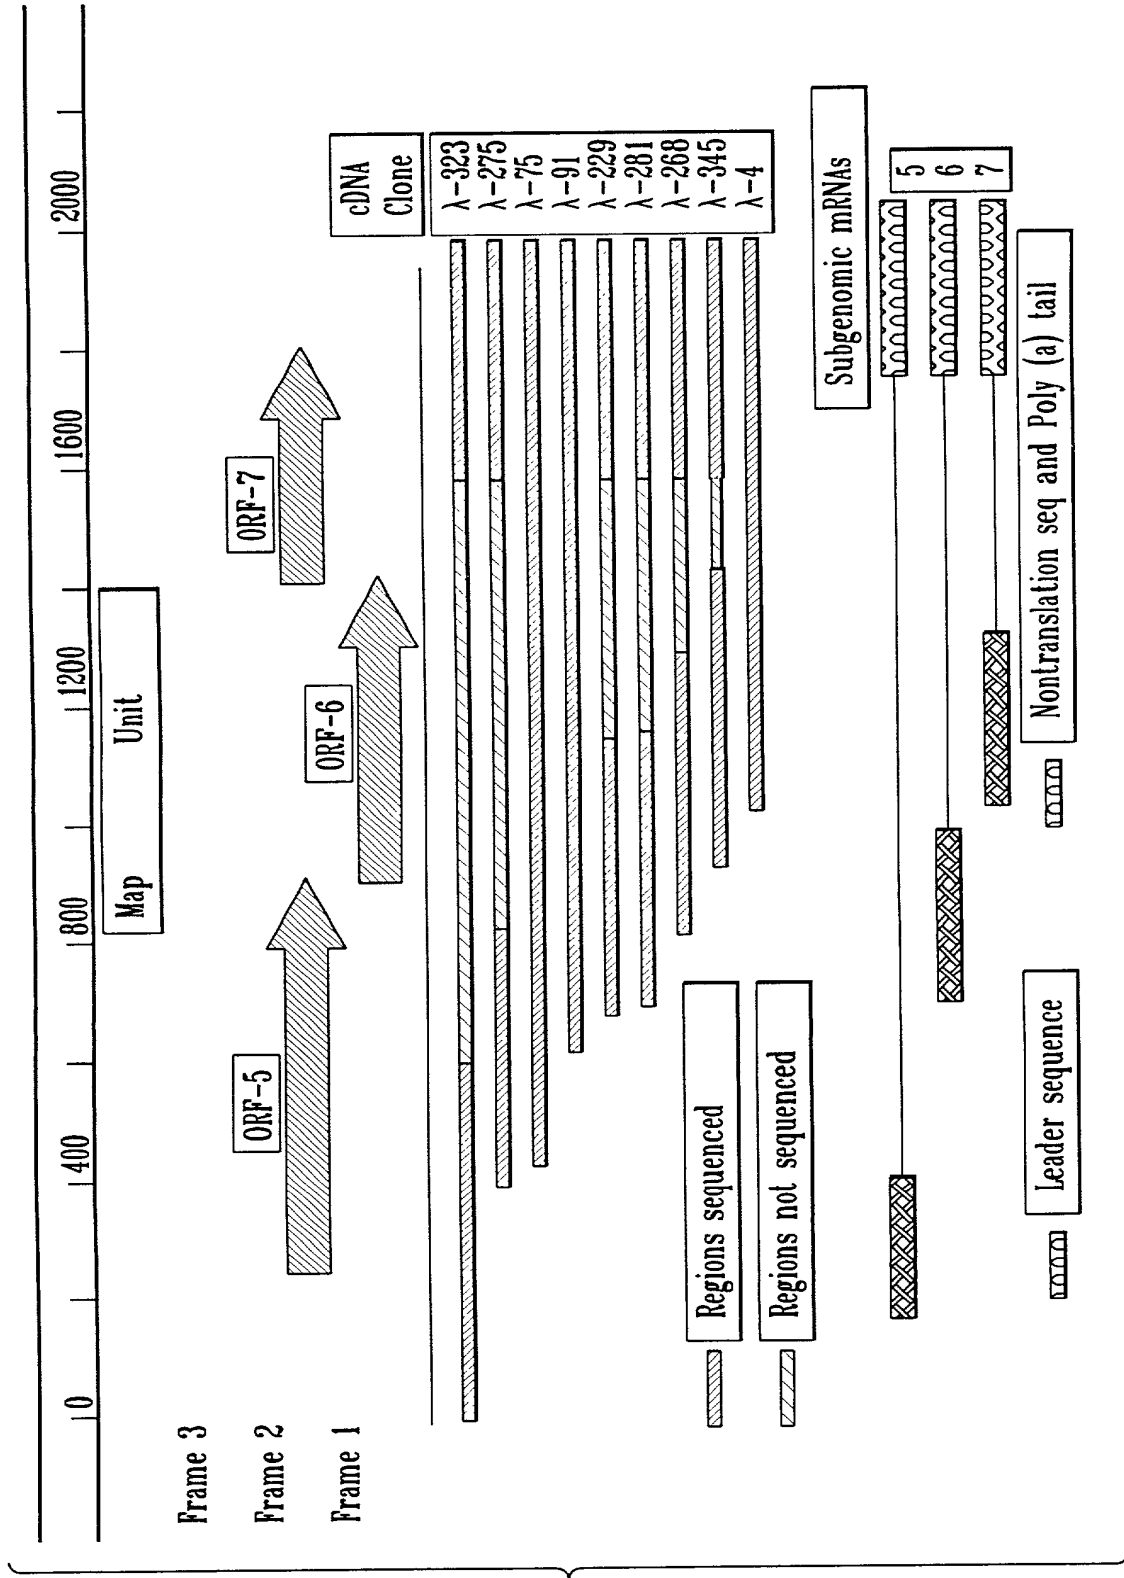 0 400 800 1200 1600 2000
Map Unit
Frame 3
Frame 2
Frame 1
ORF-5
ORF-6
ORF-7
cDNA
Clone
λ-323
λ-275
λ-75
λ-91
λ-229
λ-281
λ-268
λ-345
λ-4
Regions sequenced
Regions not sequenced
Subgenomic mRNAs
5
6
7
Leader sequence
Nontranslation seq and Poly (a) tail